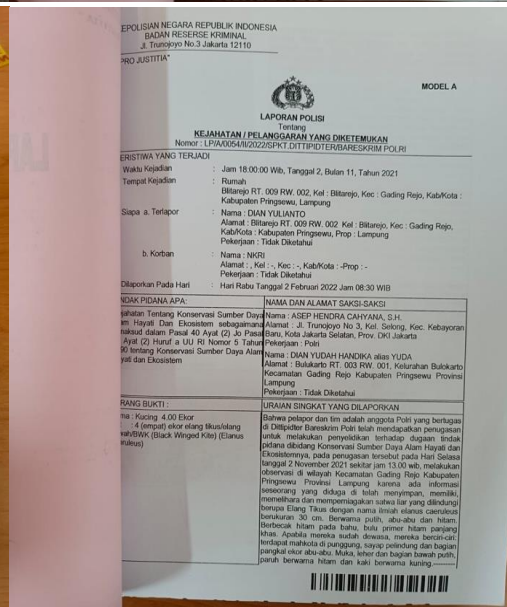 EPOLISIAN NEGARA REPUBLIK INDONESIA
BADAN RESERSE KRIMINAL
Jl. Trunojoyo No.3 Jakarta 12110
PRO JUSTITIA"
MODEL A
LAPORAN POLISI
Tentang
KEJAHATAN / PELANGGARAN YANG DIKETEMUKAN
Nomor : LP/A/0054/II/2022/SPKT.DITTIPIDTER/BARESKRIM POLRI
ERISTIWA YANG TERJADI
Waktu Kejadian : Jam 18:00:00 Wib, Tanggal 2, Bulan 11, Tahun 2021
Tempat Kejadian : Rumah
Blitarejo RT. 009 RW. 002, Kel : Blitarejo, Kec : Gading Rejo, Kab/Kota :
Kabupaten Pringsewu, Lampung
Siapa a. Terlapor : Nama : DIAN YULIANTO
Alamat : Blitarejo RT. 009 RW. 002 Kel : Blitarejo, Kec : Gading Rejo,
Kab/Kota : Kabupaten Pringsewu, Prop : Lampung
Pekerjaan : Tidak Diketahui
b. Korban : Nama : NKRI
Alamat : , Kel : -, Kec : -, Kab/Kota : -Prop : -
Pekerjaan : Tidak Diketahui
Dilaporkan Pada Hari : Hari Rabu Tanggal 2 Februari 2022 Jam 08:30 WIB
NDAK PIDANA APA:
jahatan Tentang Konservasi Sumber Daya
am Hayati Dan Ekosistem sebagaimana
maksud dalam Pasal 40 Ayat (2) Jo Pasal
Ayat (2) Huruf a UU RI Nomor 5 Tahun
90 tentang Konservasi Sumber Daya Alam
yati dan Ekosistem
NAMA DAN ALAMAT SAKSI-SAKSI
Nama : ASEP HENDRA CAHYANA, S.H
Alamat : Jl. Trunojoyo No 3, Kel. Selong, Kec. Kebayoran
Baru, Kota Jakarta Selatan, Prov. DKI Jakarta
Pekerjaan : Polri
Nama : DIAN YUDAH HANDIKA alias YUDA
Alamat : Bulukarto RT. 003 RW. 001, Kelurahan Bulokarto
Kecamatan Gading Rejo Kabupaten Pringsewu Provinsi
Lampung
Pekerjaan : Tidak Diketahui
RANG BUKTI :
ma : Kucing 4.00 Ekor
: 4 (empat) ekor elang tikus/elang
wah/BWK (Black Winged Kite) (Elanus
eruleus)
URAIAN SINGKAT YANG DILAPORKAN
Bahwa pelapor dan tim adalah anggota Polri yang bertugas
di Dittipidter Bareskrim Polri telah mendapatkan penugasan
untuk melakukan penyelidikan terhadap dugaan tindak
pidana dibidang Konservasi Sumber Daya Alam Hayati dan
Ekosistemnya, pada penugasan tersebut pada Hari Selasa
tanggal 2 November 2021 sekitar jam 13.00 wib, melakukan
observasi di wilayah Kecamatan Gading Rejo Kabupaten
Pringsewu Provinsi Lampung karena ada informasi
seseorang yang diduga di telah menyimpan, memiliki,
memelihara dan memperniagakan satwa liar yang dilindungi
berupa Elang Tikus dengan nama ilmiah elanus caeruleus
berukuran 30 cm. Berwarna putih, abu-abu dan hitam.
Berbecak hitam pada bahu, bulu primer hitam panjang
khas. Apabila mereka sudah dewasa, mereka berciri-ciri:
terdapat mahkota di punggung, sayap pelindung dan bagian
pangkal ekor abu-abu. Muka, leher dan bagian bawah putih,
paruh berwarna hitam dan kaki berwarna kuning.---------